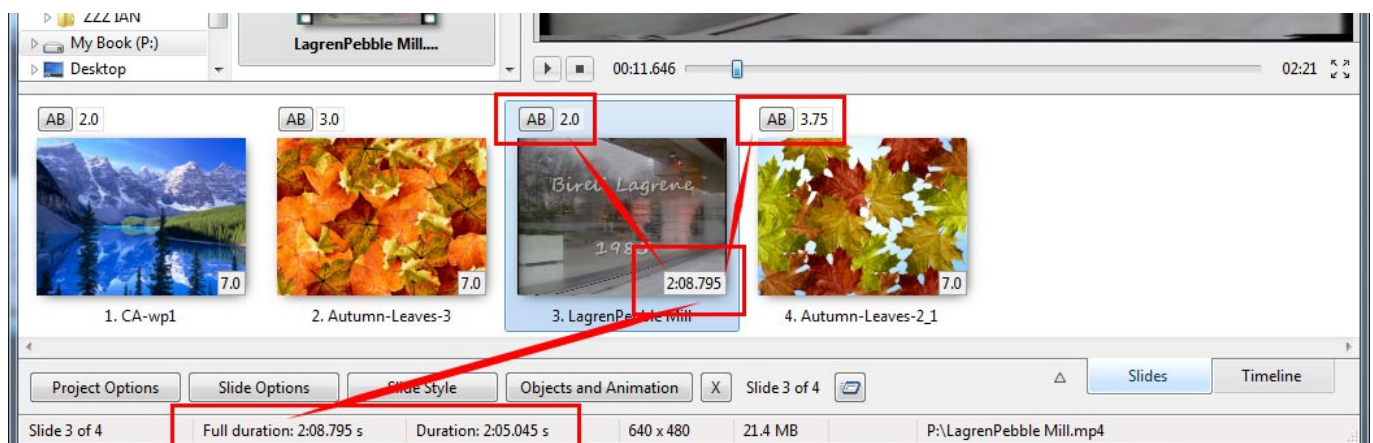 ZZZ IAN
My Book (P:)
Desktop
LagrenPebble Mill....
00:11.646
02:21
AB 2.0
AB 3.0
AB 2.0
AB 3.75
Bireli Lagrene
198
7.0
7.0
2:08.795
7.0
1. CA-wp1
2. Autumn-Leaves-3
3. LagrenPebble Mill
4. Autumn-Leaves-2_1
Project Options
Slide Options
Slide Style
Objects and Animation
X
Slide 3 of 4
Slides
Timeline
Slide 3 of 4
Full duration: 2:08.795 s
Duration: 2:05.045 s
640 x 480
21.4 MB
P:\LagrenPebble Mill.mp4